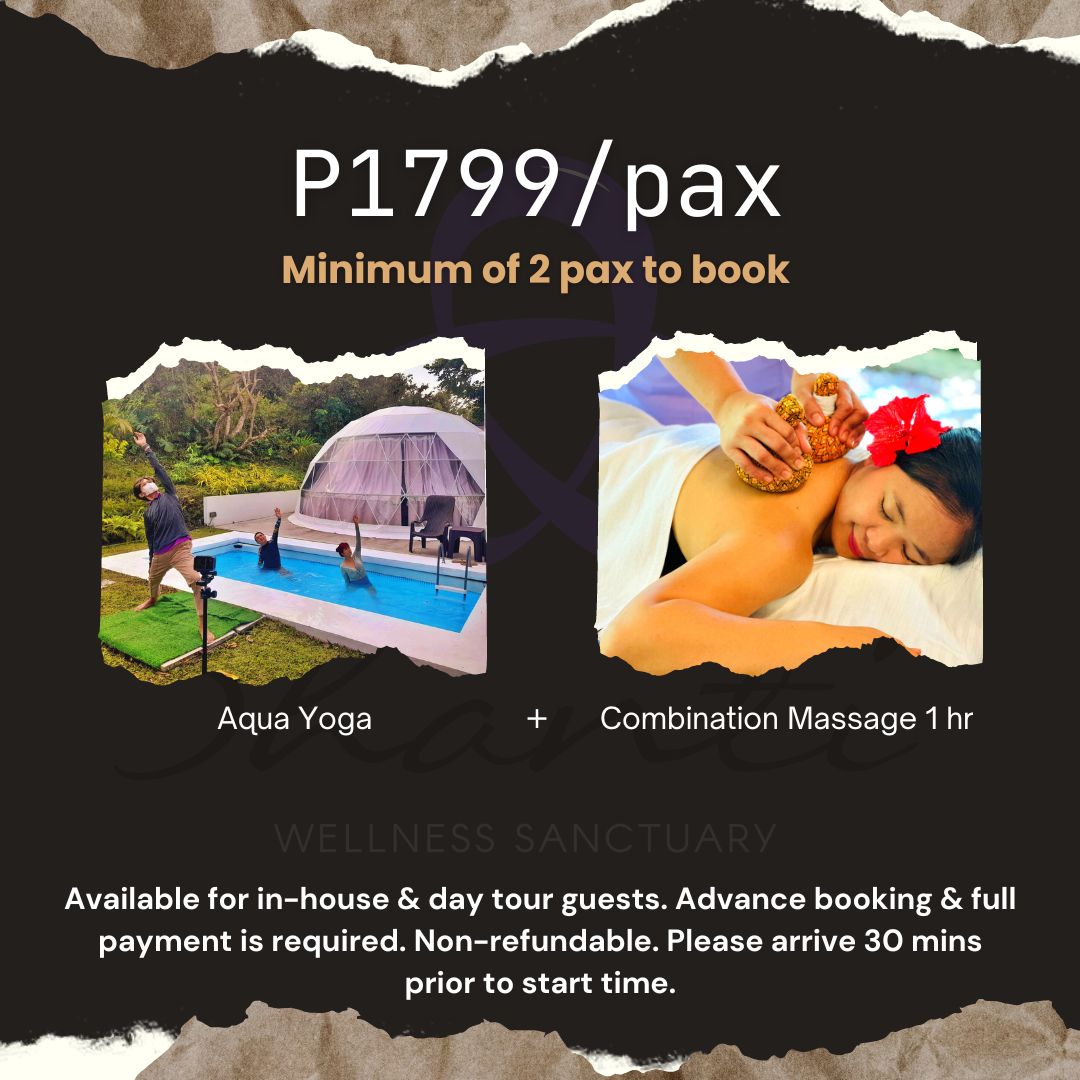 P1799/pax
Minimum of 2 pax to book
Aqua Yoga + Combination Massage 1 hr
Shanti
WELLNESS SANCTUARY
Available for in-house & day tour guests. Advance booking & full
payment is required. Non-refundable. Please arrive 30 mins
prior to start time.